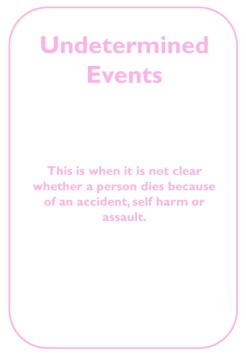 Undetermined
Events
This is when it is not clear
whether a person dies because
of an accident, self harm or
assault.